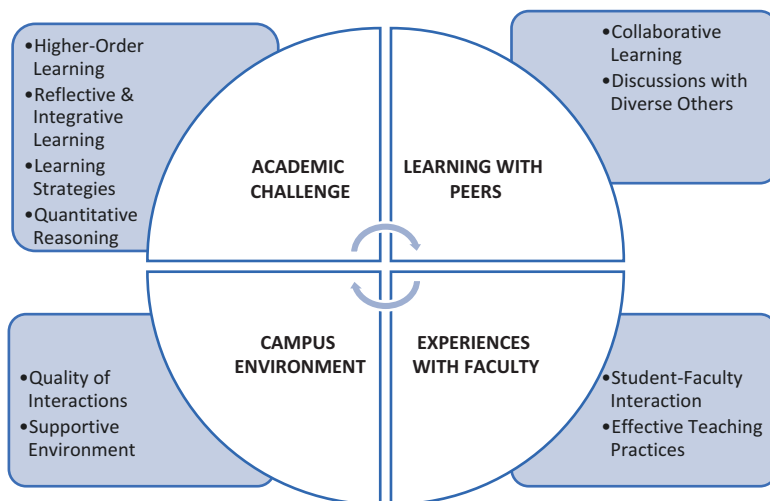 •Higher-Order
Learning
•Reflective &
Integrative
Learning
•Learning
Strategies
•Quantitative
Reasoning
•Collaborative
Learning
•Discussions with
Diverse Others
ACADEMIC
CHALLENGE
LEARNING WITH
PEERS
CAMPUS
ENVIRONMENT
EXPERIENCES
WITH FACULTY
•Quality of
Interactions
•Supportive
Environment
•Student-Faculty
Interaction
•Effective Teaching
Practices